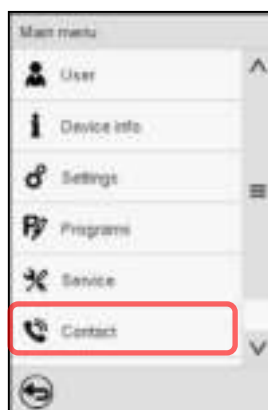 Main menu
User
Device info
Settings
Programs
Service
Contact